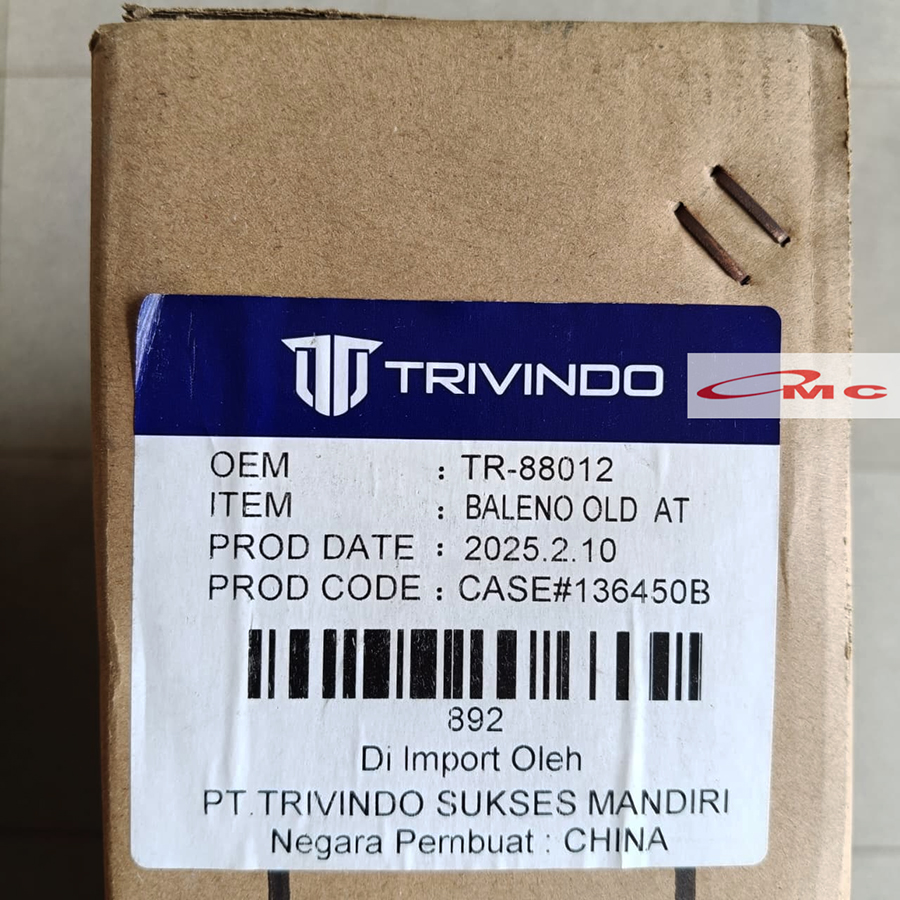 TRIVINDO
CMC
OEM : TR-88012
ITEM : BALENO OLD AT
PROD DATE : 2025.2.10
PROD CODE : CASE#136450B
892
Di Import Oleh
PT.TRIVINDO SUKSES MANDIRI
Negara Pembuat : CHINA